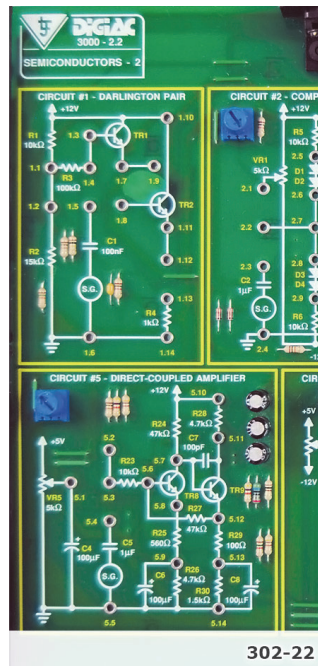 DIGIAC
3000 - 2.2
SEMICONDUCTORS - 2
CIRCUIT #1 - DARLINGTON PAIR
CIRCUIT #2 - COMP
+12V
1.10
+12V
R1
10kΩ
1.3
TR1
R5
10kΩ
2.5
1.1
R3
100kΩ
1.4
1.7
1.9
VR1
5kΩ
D1
D2
2.1
2.6
1.2
1.5
1.8
TR2
2.2
2.7
1.11
R2
15kΩ
C1
100nF
1.12
2.3
2.8
S.G.
C2
1µF
D3
D4
1.13
2.9
R4
1kΩ
S.G.
R6
10kΩ
1.6
1.14
2.4
-1
CIRCUIT #5 - DIRECT-COUPLED AMPLIFIER
CIR
+12V
5.10
R24
47kΩ
R28
4.7kΩ
+5V
5.2
C7
100pF
5.11
+5V
R23
10kΩ
5.6
5.7
VR5
5kΩ
5.1
5.3
TR8
TR9
-12V
5.8
R27
47kΩ
5.4
5.12
R25
560Ω
R29
100Ω
C4
100µF
C5
1µF
5.9
5.13
S.G.
C6
100µF
R26
4.7kΩ
R30
1.5kΩ
C8
100µF
5.5
5.14
302-22